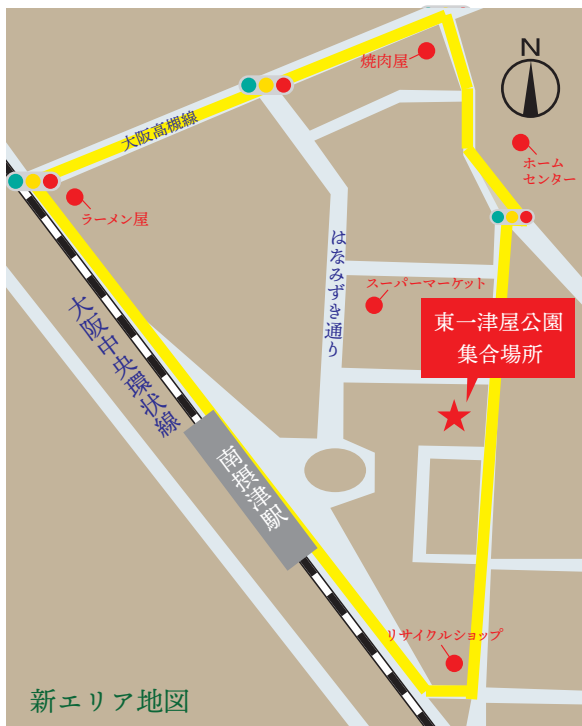 焼肉屋
N
大阪高槻線
ホーム
センター
ラーメン屋
はなみずき通り
スーパーマーケット
大阪中央環状線
東一津屋公園
集合場所
南摂津駅
リサイクルショップ
新エリア地図